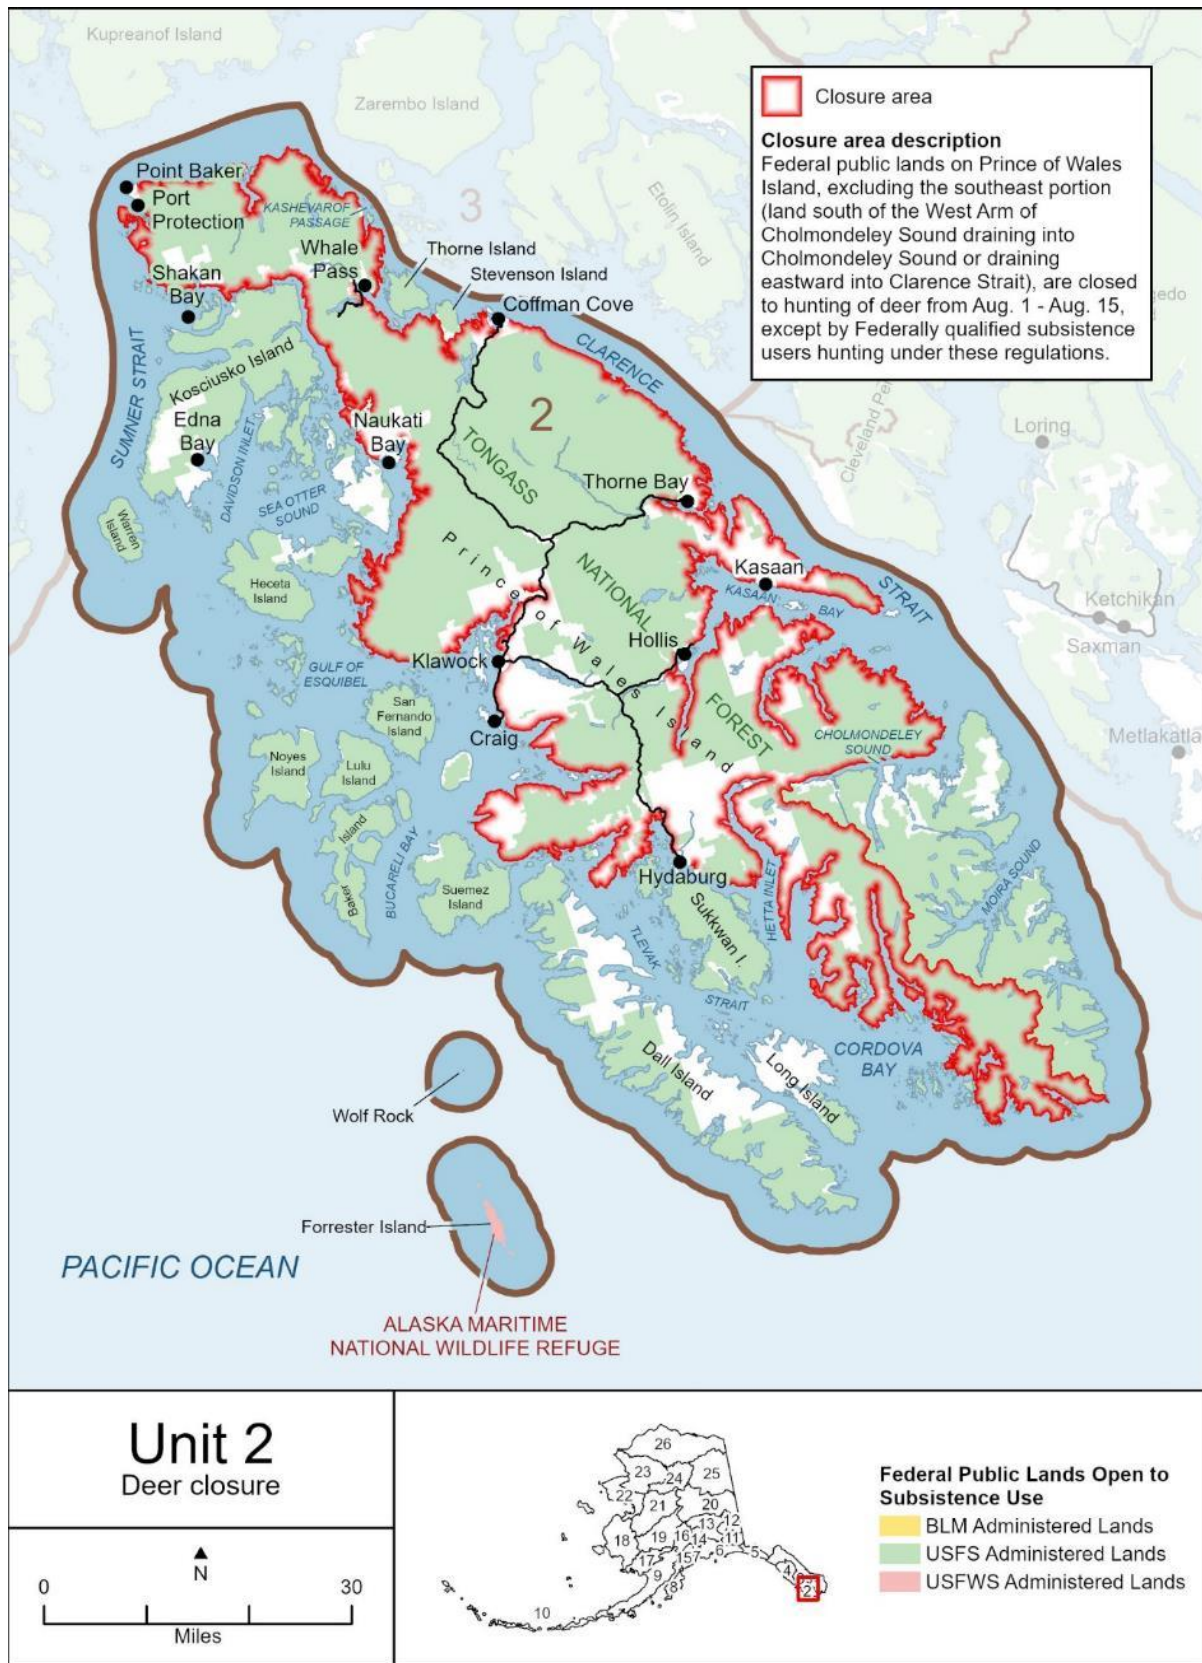 Kupreanof Island
Zarembo Island
Etolin Island
3
Closure area
Closure area description
Federal public lands on Prince of Wales
Island, excluding the southeast portion
(land south of the West Arm of
Cholmondeley Sound draining into
Cholmondeley Sound or draining
eastward into Clarence Strait), are closed
to hunting of deer from Aug. 1 - Aug. 15,
except by Federally qualified subsistence
users hunting under these regulations.
Point Baker
Port
Protection
KASHEVAROF
PASSAGE
Whale
Pass
Thorne Island
Stevenson Island
Coffman Cove
Shakan
Bay
SUMNER STRAIT
Kosciusko Island
Edna
Bay
DAVIDSON INLET
SEA OTTER
SOUND
Naukati
Bay
CLARENCE
STRAIT
2
TONGASS
NATIONAL
FOREST
Prince of Wales Island
Thorne Bay
Kasaan
KASAAN
BAY
Cleveland
Loring
Ketchikan
Saxman
Metlakatla
Warren
Island
Heceta
Island
GULF OF
ESQUIBEL
Klawock
Hollis
Craig
San
Fernando
Island
Noyes
Island
Lulu
Island
Baker
Island
BUCARELI BAY
Suemez
Island
CHOLMONDELEY
SOUND
MOIRA SOUND
Hydaburg
HETTA INLET
Sukkwan I.
TLEVAK
STRAIT
Dall Island
Long Island
CORDOVA
BAY
Wolf Rock
Forrester Island
PACIFIC OCEAN
ALASKA MARITIME
NATIONAL WILDLIFE REFUGE
Unit 2
Deer closure
N
0 30
Miles
26
23 24 25
22 21 20
18 19 16 13 12
14 11
17 15 7 6 5
9 8
10
4
2
Federal Public Lands Open to
Subsistence Use
BLM Administered Lands
USFS Administered Lands
USFWS Administered Lands